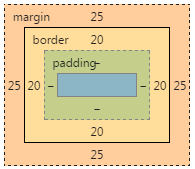 margin 25
border 20
padding –
25 20 – – 20 25
–
20
25